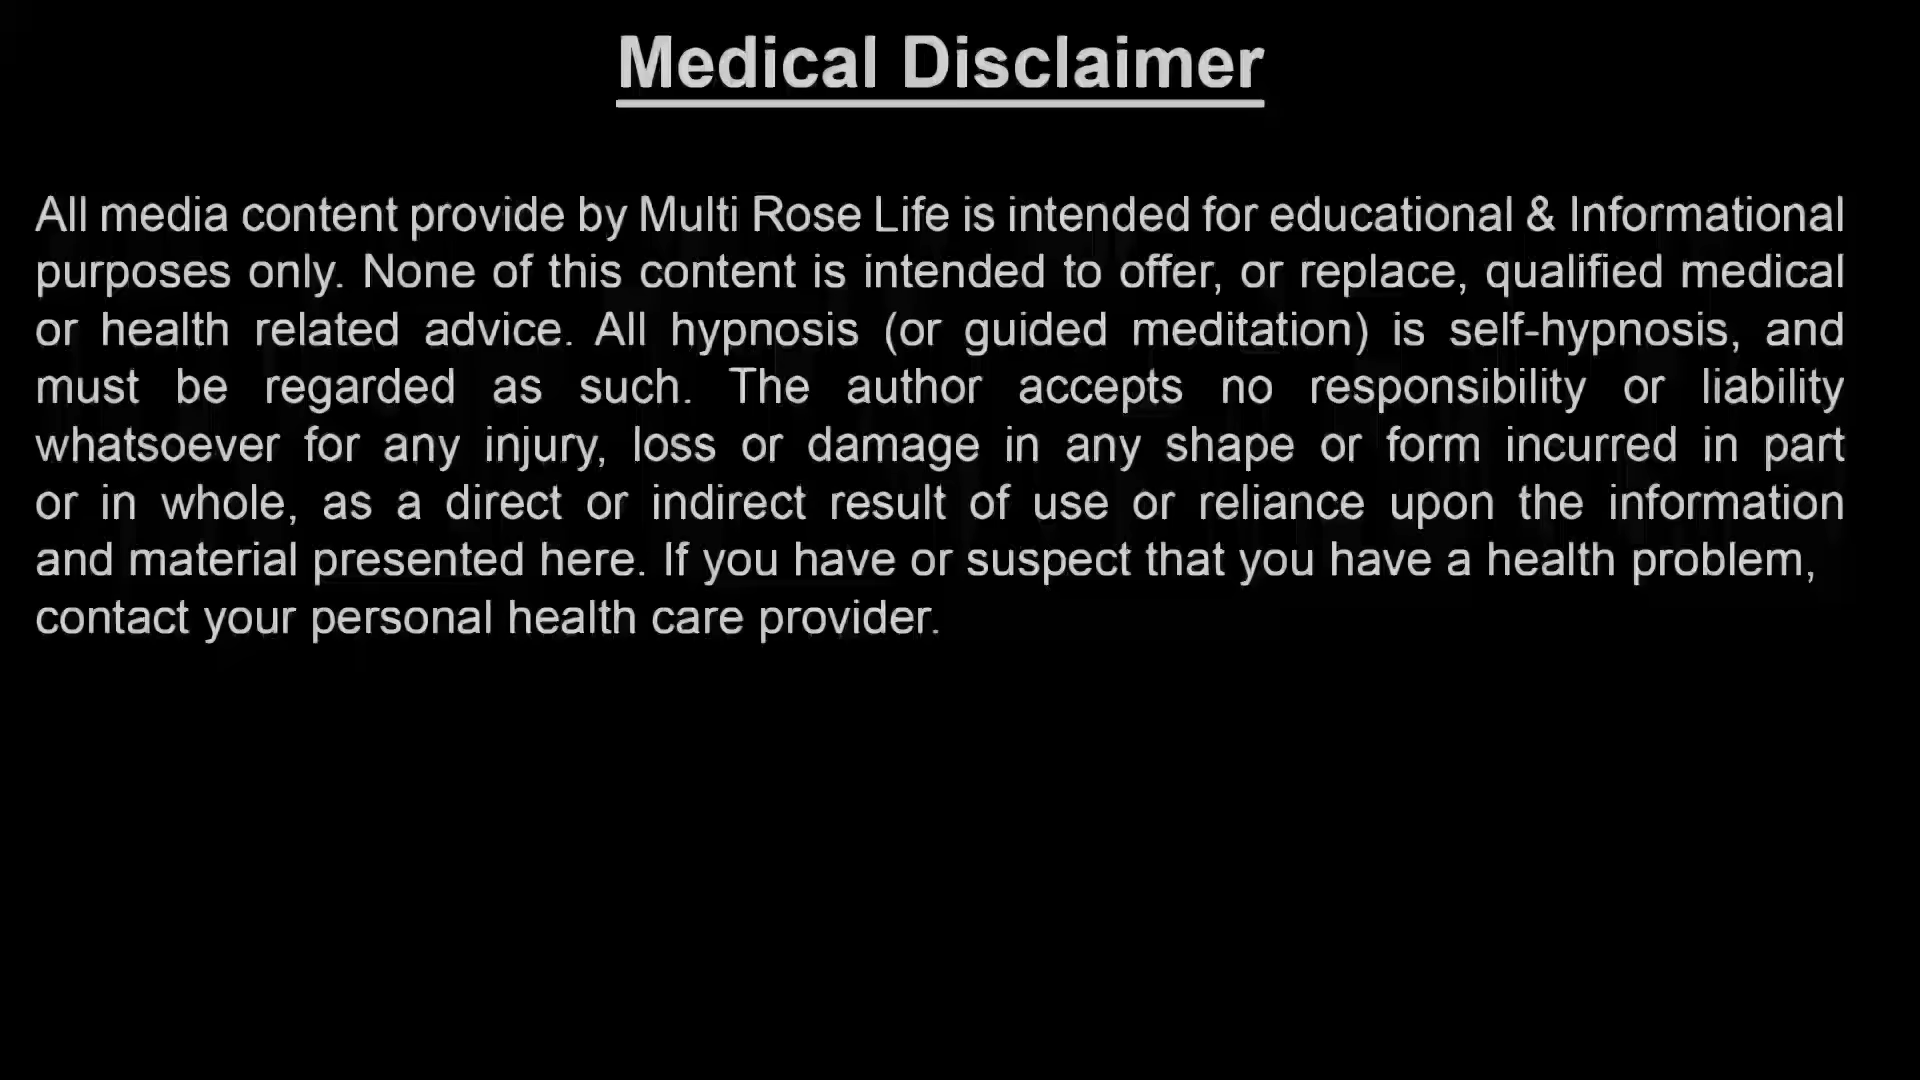 Medical Disclaimer
All media content provide by Multi Rose Life is intended for educational & Informational
purposes only. None of this content is intended to offer, or replace, qualified medical
or health related advice. All hypnosis (or guided meditation) is self-hypnosis, and
must be regarded as such. The author accepts no responsibility or liability
whatsoever for any injury, loss or damage in any shape or form incurred in part
or in whole, as a direct or indirect result of use or reliance upon the information
and material presented here. If you have or suspect that you have a health problem,
contact your personal health care provider.